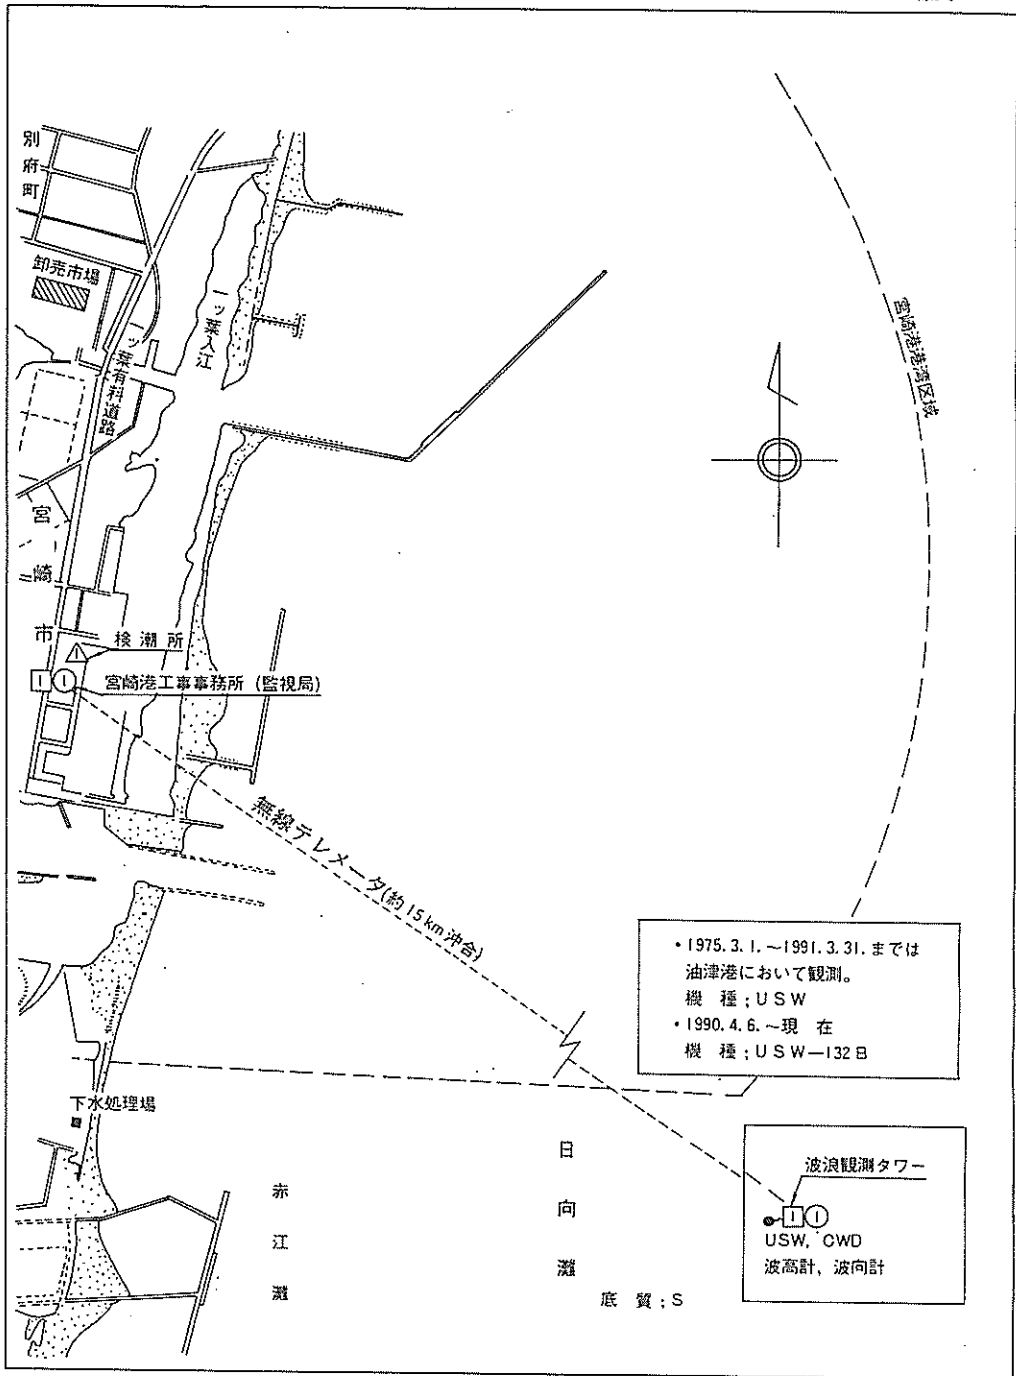 別府町
卸売市場
一ッ葉入江
一ッ葉有料道路
宮崎港港湾区域
宮崎市
検潮所
宮崎港工事事務所 (監視局)
無線テレメータ(約15km沖合)
・1975.3.1.~1991.3.31.までは
油津港において観測。
機 種;USW
・1990.4.6.~現 在
機 種;USW—132B
下水処理場
赤江灘
日向灘
底 質;S
波浪観測タワー
USW, CWD
波高計, 波向計